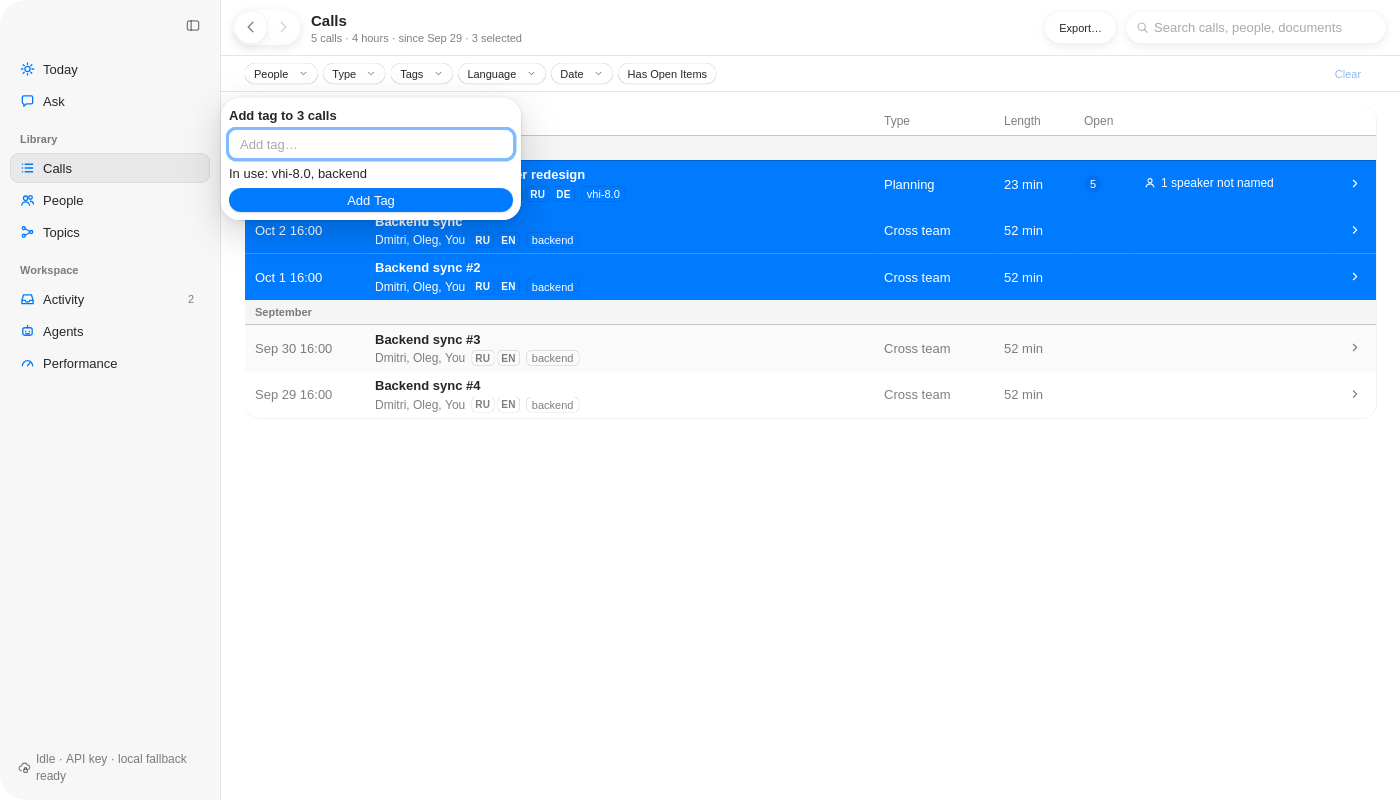 Calls
5 calls · 4 hours · since Sep 29 · 3 selected
Export…
Search calls, people, documents
Today
Ask
Library
Calls
People
Topics
Workspace
Activity 2
Agents
Performance
Idle · API key · local fallback
ready
People Type Tags Language Date Has Open Items Clear
Add tag to 3 calls
Add tag…
In use: vhi-8.0, backend
Add Tag
Type Length Open
redesign
RU DE vhi-8.0 Planning 23 min 5 1 speaker not named
Backend sync
Oct 2 16:00 Cross team 52 min
Dmitri, Oleg, You RU EN backend
Backend sync #2
Oct 1 16:00 Cross team 52 min
Dmitri, Oleg, You RU EN backend
September
Backend sync #3
Sep 30 16:00 Cross team 52 min
Dmitri, Oleg, You RU EN backend
Backend sync #4
Sep 29 16:00 Cross team 52 min
Dmitri, Oleg, You RU EN backend